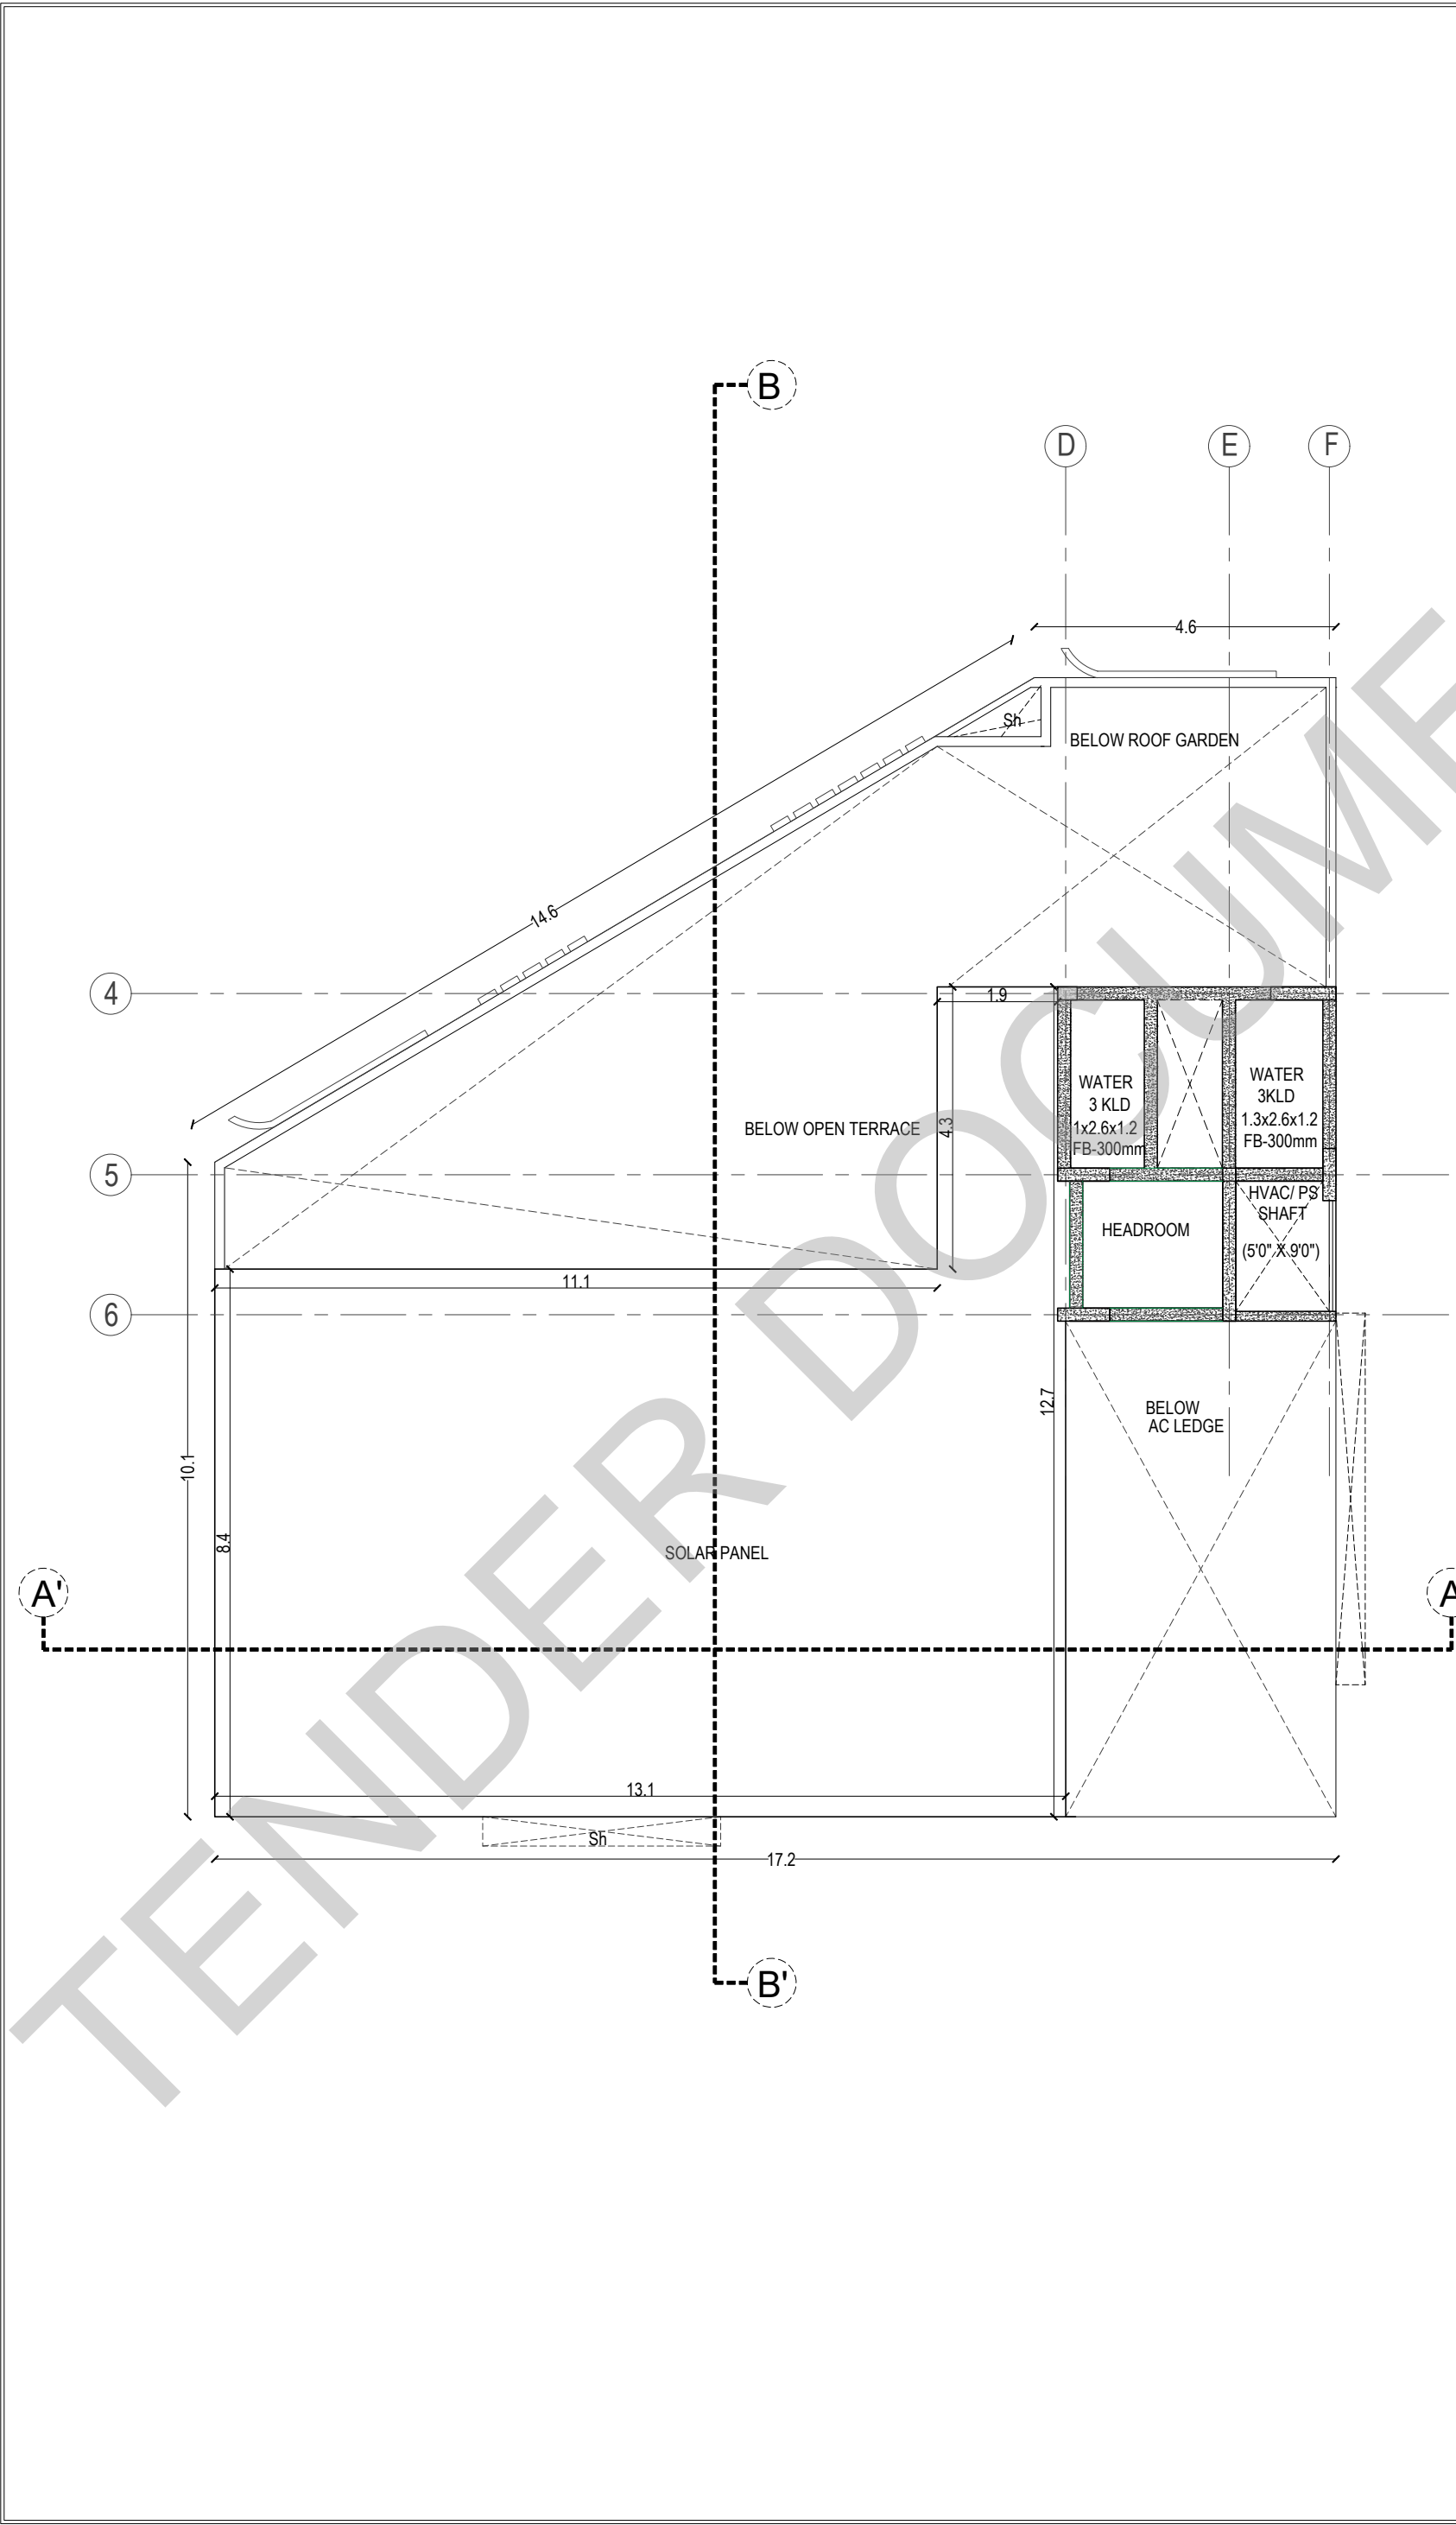 B
D
E
F
4.6
Sh
BELOW ROOF GARDEN
14.6
4
1.9
WATER
3 KLD
1x2.6x1.2
FB-300mm
WATER
3KLD
1.3x2.6x1.2
FB-300mm
BELOW OPEN TERRACE
4.3
5
HVAC/ PS
SHAFT
(5'0" X 9'0")
HEADROOM
11.1
6
12.7
BELOW
AC LEDGE
10.1
8.4
SOLAR PANEL
A'
A
13.1
Sh
17.2
B'
TENDER DOCUME